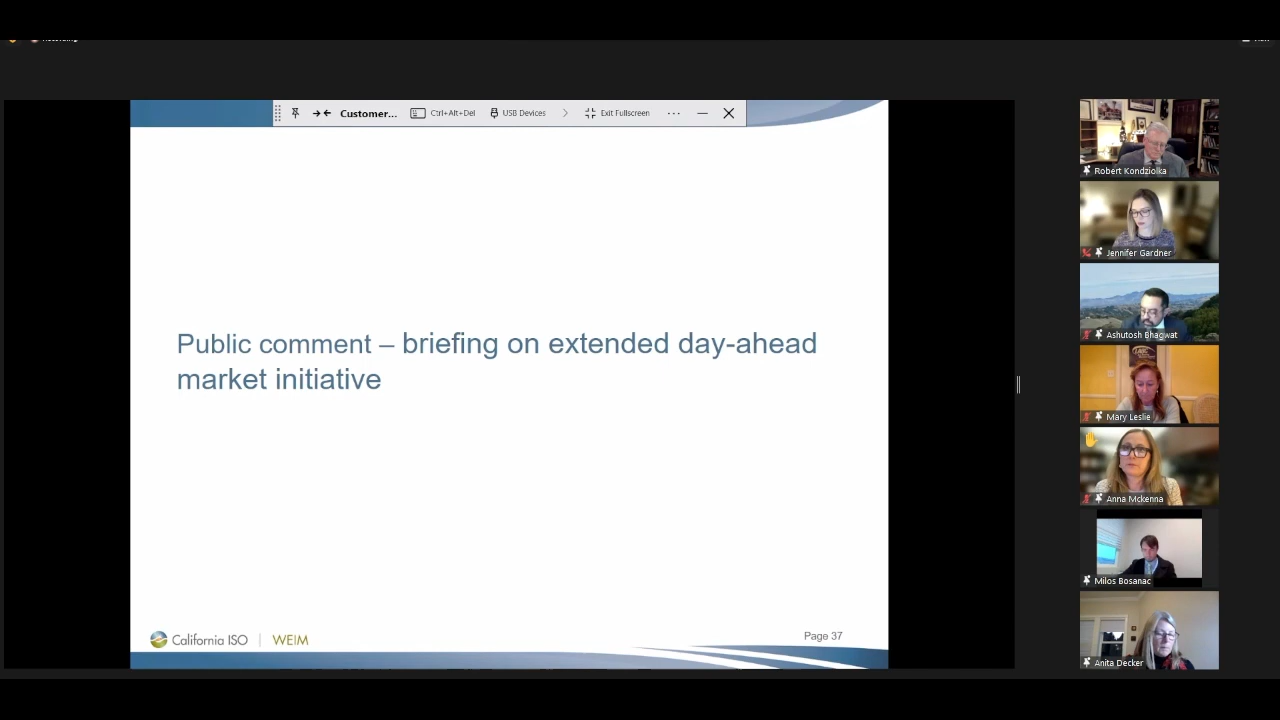 Customer...
Ctrl+Alt+Del
USB Devices
Exit Fullscreen
Public comment – briefing on extended day-ahead
market initiative
California ISO | WEIM
Page 37
Robert Kondziolka
Jennifer Gardner
Ashutosh Bhagwat
Mary Leslie
Anna Mckenna
Milos Bosanac
Anita Decker